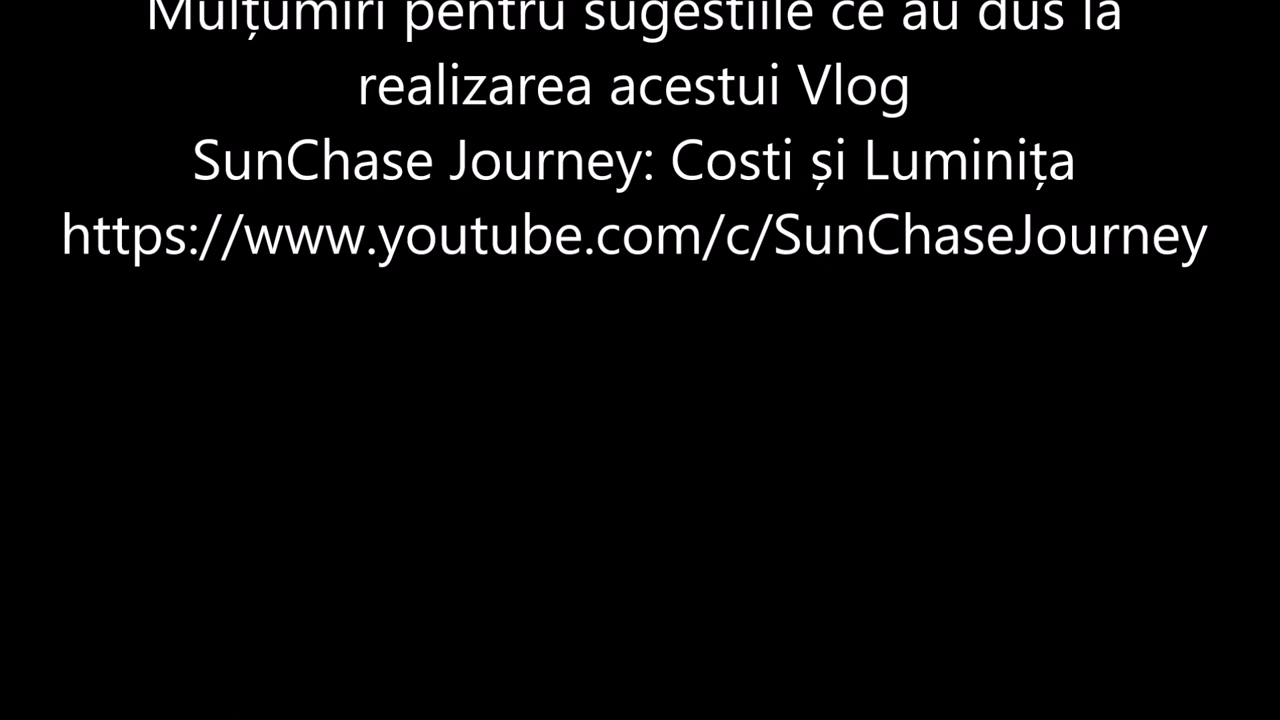 Mulțumiri pentru sugestiile ce au dus la
realizarea acestui Vlog
SunChase Journey: Costi și Luminița
https://www.youtube.com/c/SunChaseJourney